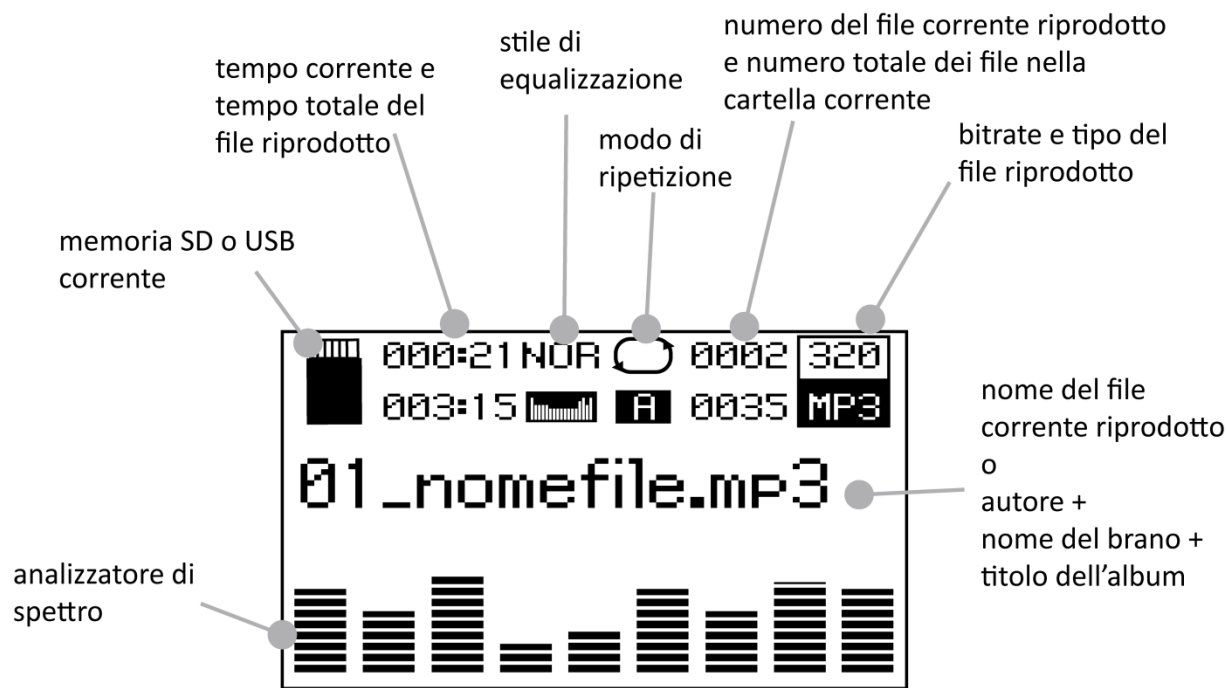 numero del file corrente riprodotto
e numero totale dei file nella
cartella corrente
stile di
equalizzazione
tempo corrente e
tempo totale del
file riprodotto
modo di
ripetizione
bitrate e tipo del
file riprodotto
memoria SD o USB
corrente
000:21 NOR 0002 320
003:15 A 0035 MP3
01_nomefile.mp3
nome del file
corrente riprodotto
o
autore +
nome del brano +
titolo dell’album
analizzatore di
spettro